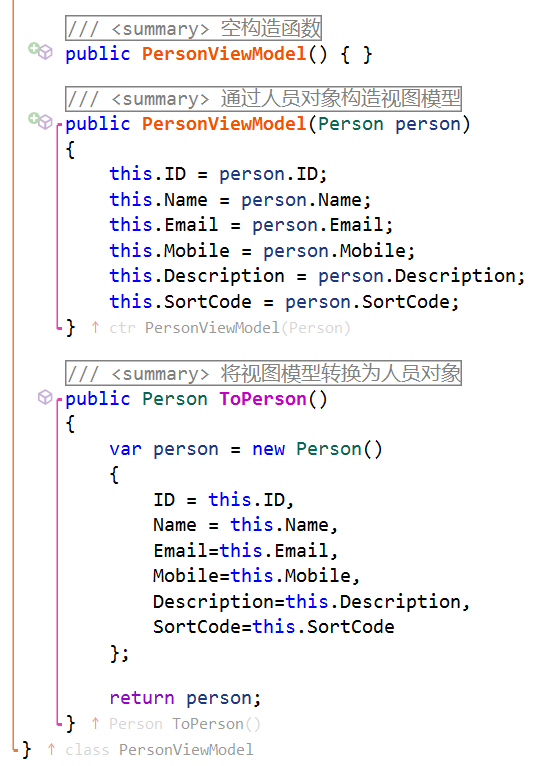 /// <summary> 空构造函数
public PersonViewModel() { }
/// <summary> 通过人员对象构造视图模型
public PersonViewModel(Person person)
{
this.ID = person.ID;
this.Name = person.Name;
this.Email = person.Email;
this.Mobile = person.Mobile;
this.Description = person.Description;
this.SortCode = person.SortCode;
} ↑ ctr PersonViewModel(Person)
/// <summary> 将视图模型转换为人员对象
public Person ToPerson()
{
var person = new Person()
{
ID = this.ID,
Name = this.Name,
Email=this.Email,
Mobile=this.Mobile,
Description=this.Description,
SortCode=this.SortCode
};
return person;
} ↑ Person ToPerson()
} ↑ class PersonViewModel